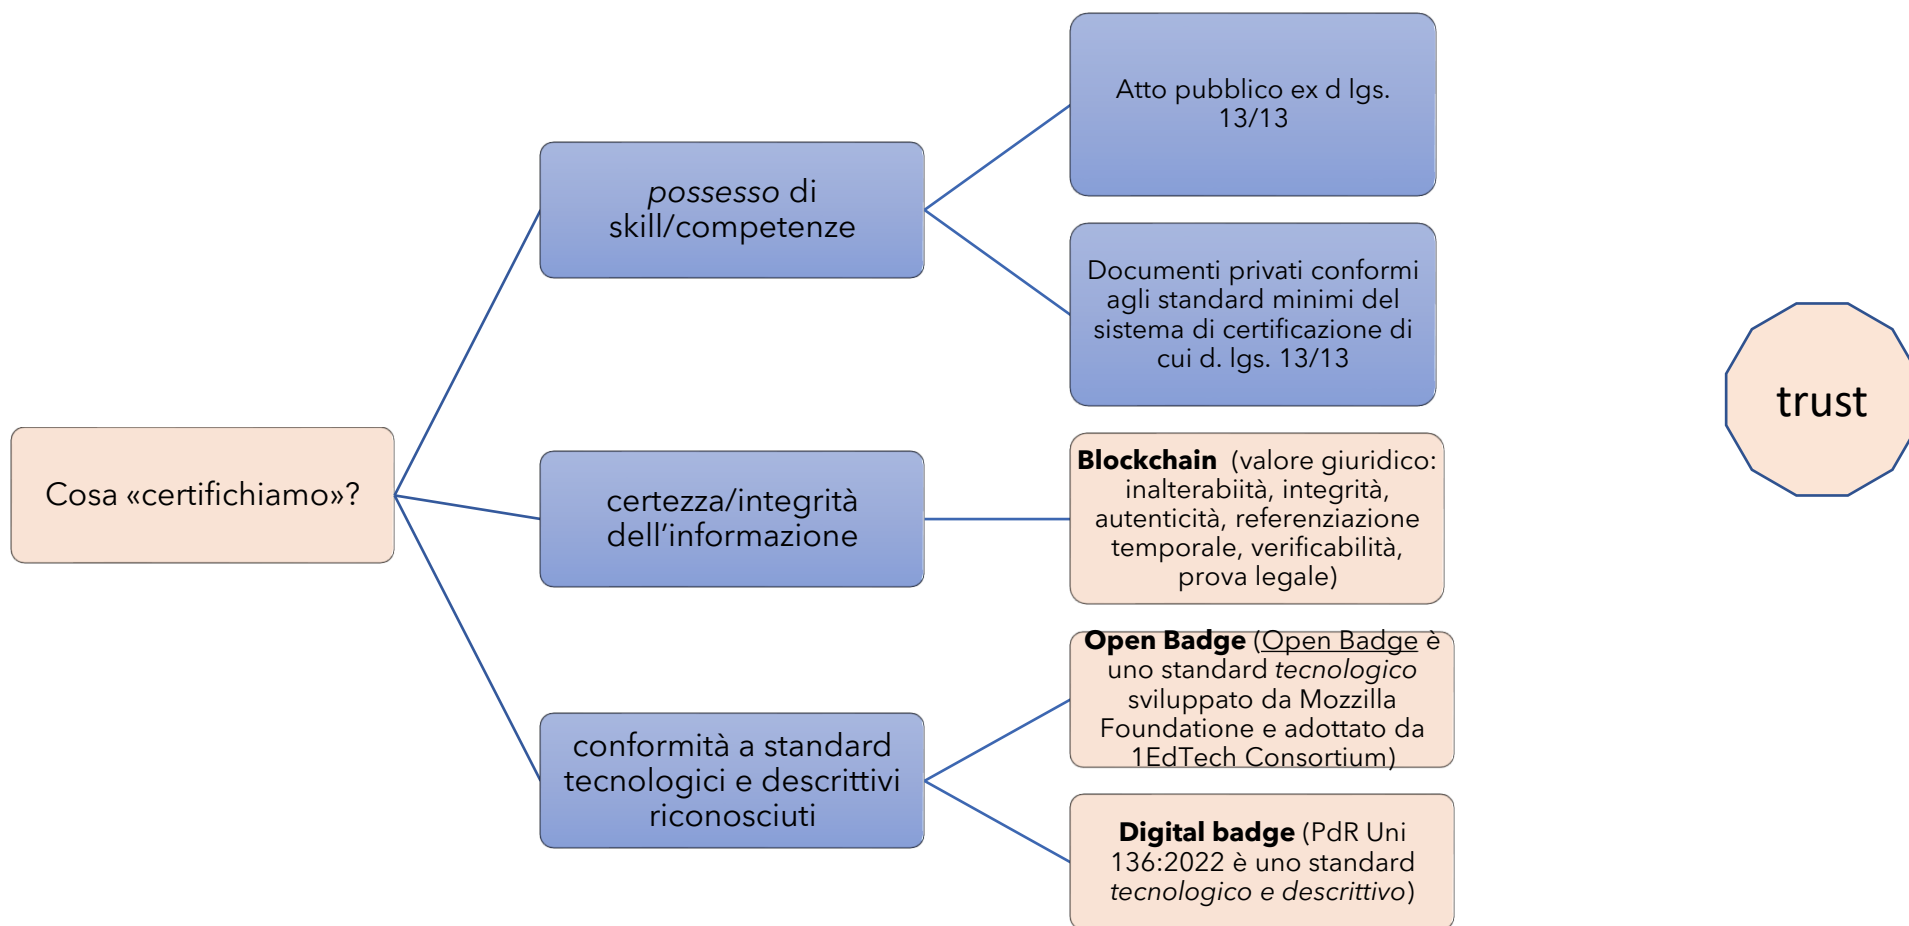 Cosa «certifichiamo»?
possesso di
skill/competenze
Atto pubblico ex d lgs.
13/13
Documenti privati conformi
agli standard minimi del
sistema di certificazione di
cui d. lgs. 13/13
certezza/integrità
dell’informazione
Blockchain (valore giuridico:
inalterabiità, integrità,
autenticità, referenziazione
temporale, verificabilità,
prova legale)
conformità a standard
tecnologici e descrittivi
riconosciuti
Open Badge (Open Badge è
uno standard tecnologico
sviluppato da Mozzilla
Foundatione e adottato da
1EdTech Consortium)
Digital badge (PdR Uni
136:2022 è uno standard
tecnologico e descrittivo)
trust